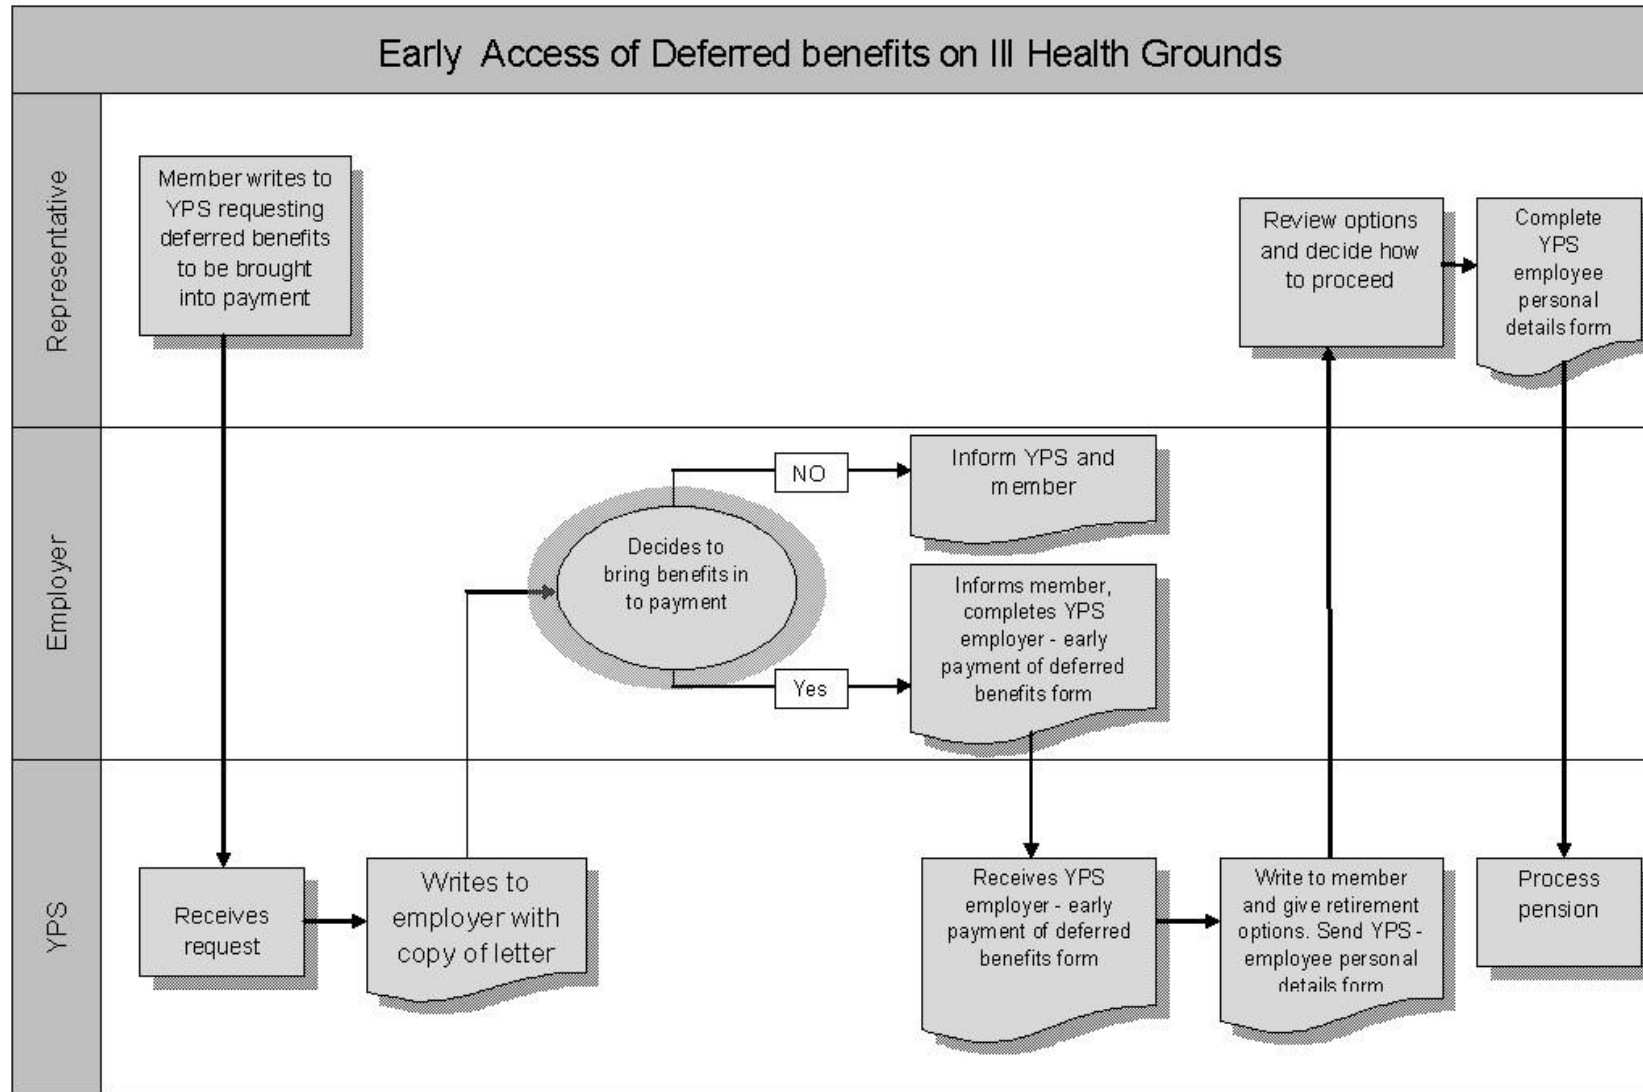 Early Access of Deferred benefits on Ill Health Grounds
Representative
Member writes to
YPS requesting
deferred benefits
to be brought
into payment
Review options
and decide how
to proceed
Complete
YPS
employee
personal
details form
Employer
Decides to
bring benefits in
to payment
NO
Inform YPS and
member
Yes
Informs member,
completes YPS
employer - early
payment of deferred
benefits form
YPS
Receives
request
Writes to
employer with
copy of letter
Receives YPS
employer - early
payment of deferred
benefits form
Write to member
and give retirement
options. Send YPS -
employee personal
details form
Process
pension